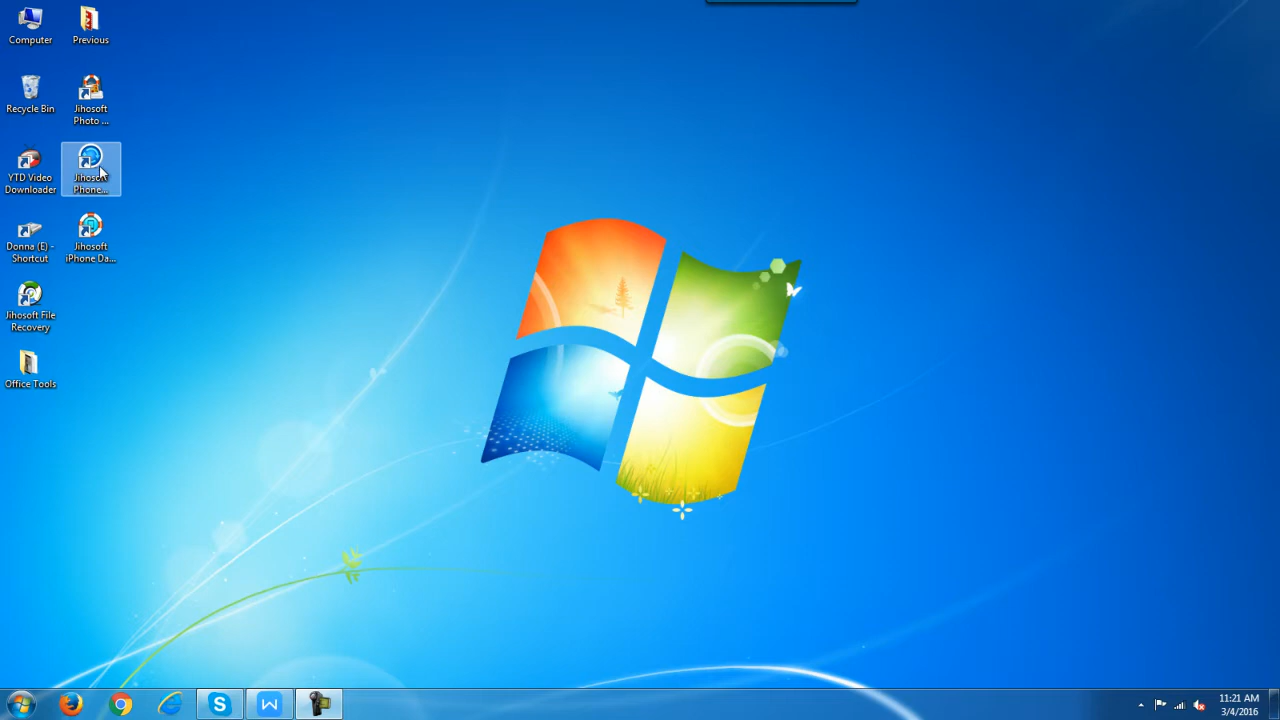 Computer
Previous
Recycle Bin
Jihosoft
Photo ...
YTD Video
Downloader
Jihosoft
Phone...
Donna (E) -
Shortcut
Jihosoft
iPhone Da...
Jihosoft File
Recovery
Office Tools
11:21 AM
3/4/2016